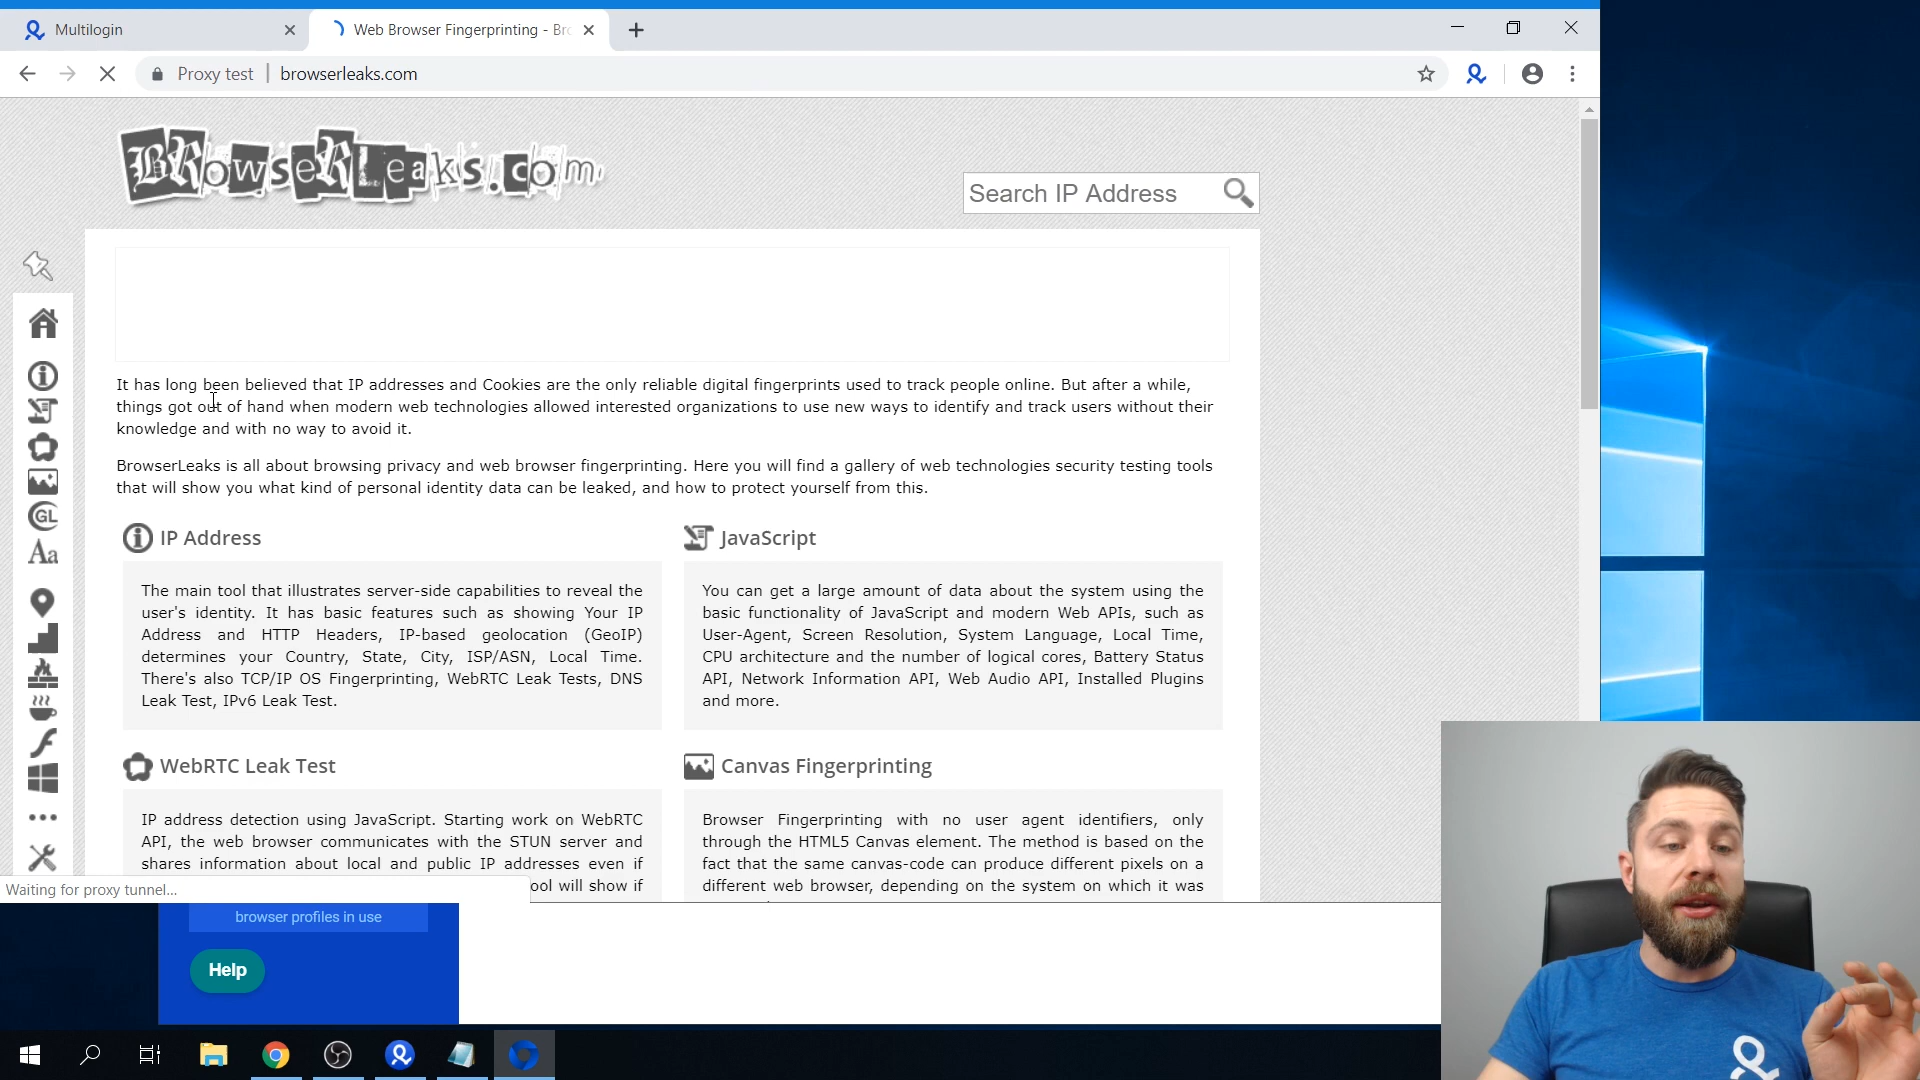 Multilogin
Web Browser Fingerprinting - Bro
Proxy test
browserleaks.com
BRowseRLeaks.com
Search IP Address
It has long been believed that IP addresses and Cookies are the only reliable digital fingerprints used to track people online. But after a while,
things got out of hand when modern web technologies allowed interested organizations to use new ways to identify and track users without their
knowledge and with no way to avoid it.
BrowserLeaks is all about browsing privacy and web browser fingerprinting. Here you will find a gallery of web technologies security testing tools
that will show you what kind of personal identity data can be leaked, and how to protect yourself from this.
IP Address
The main tool that illustrates server-side capabilities to reveal the
user's identity. It has basic features such as showing Your IP
Address and HTTP Headers, IP-based geolocation (GeoIP)
determines your Country, State, City, ISP/ASN, Local Time.
There's also TCP/IP OS Fingerprinting, WebRTC Leak Tests, DNS
Leak Test, IPv6 Leak Test.
JavaScript
You can get a large amount of data about the system using the
basic functionality of JavaScript and modern Web APIs, such as
User-Agent, Screen Resolution, System Language, Local Time,
CPU architecture and the number of logical cores, Battery Status
API, Network Information API, Web Audio API, Installed Plugins
and more.
WebRTC Leak Test
IP address detection using JavaScript. Starting work on WebRTC
API, the web browser communicates with the STUN server and
shares information about local and public IP addresses even if
ool will show if
Canvas Fingerprinting
Browser Fingerprinting with no user agent identifiers, only
through the HTML5 Canvas element. The method is based on the
fact that the same canvas-code can produce different pixels on a
different web browser, depending on the system on which it was
GL
Aa
Waiting for proxy tunnel...
browser profiles in use
Help